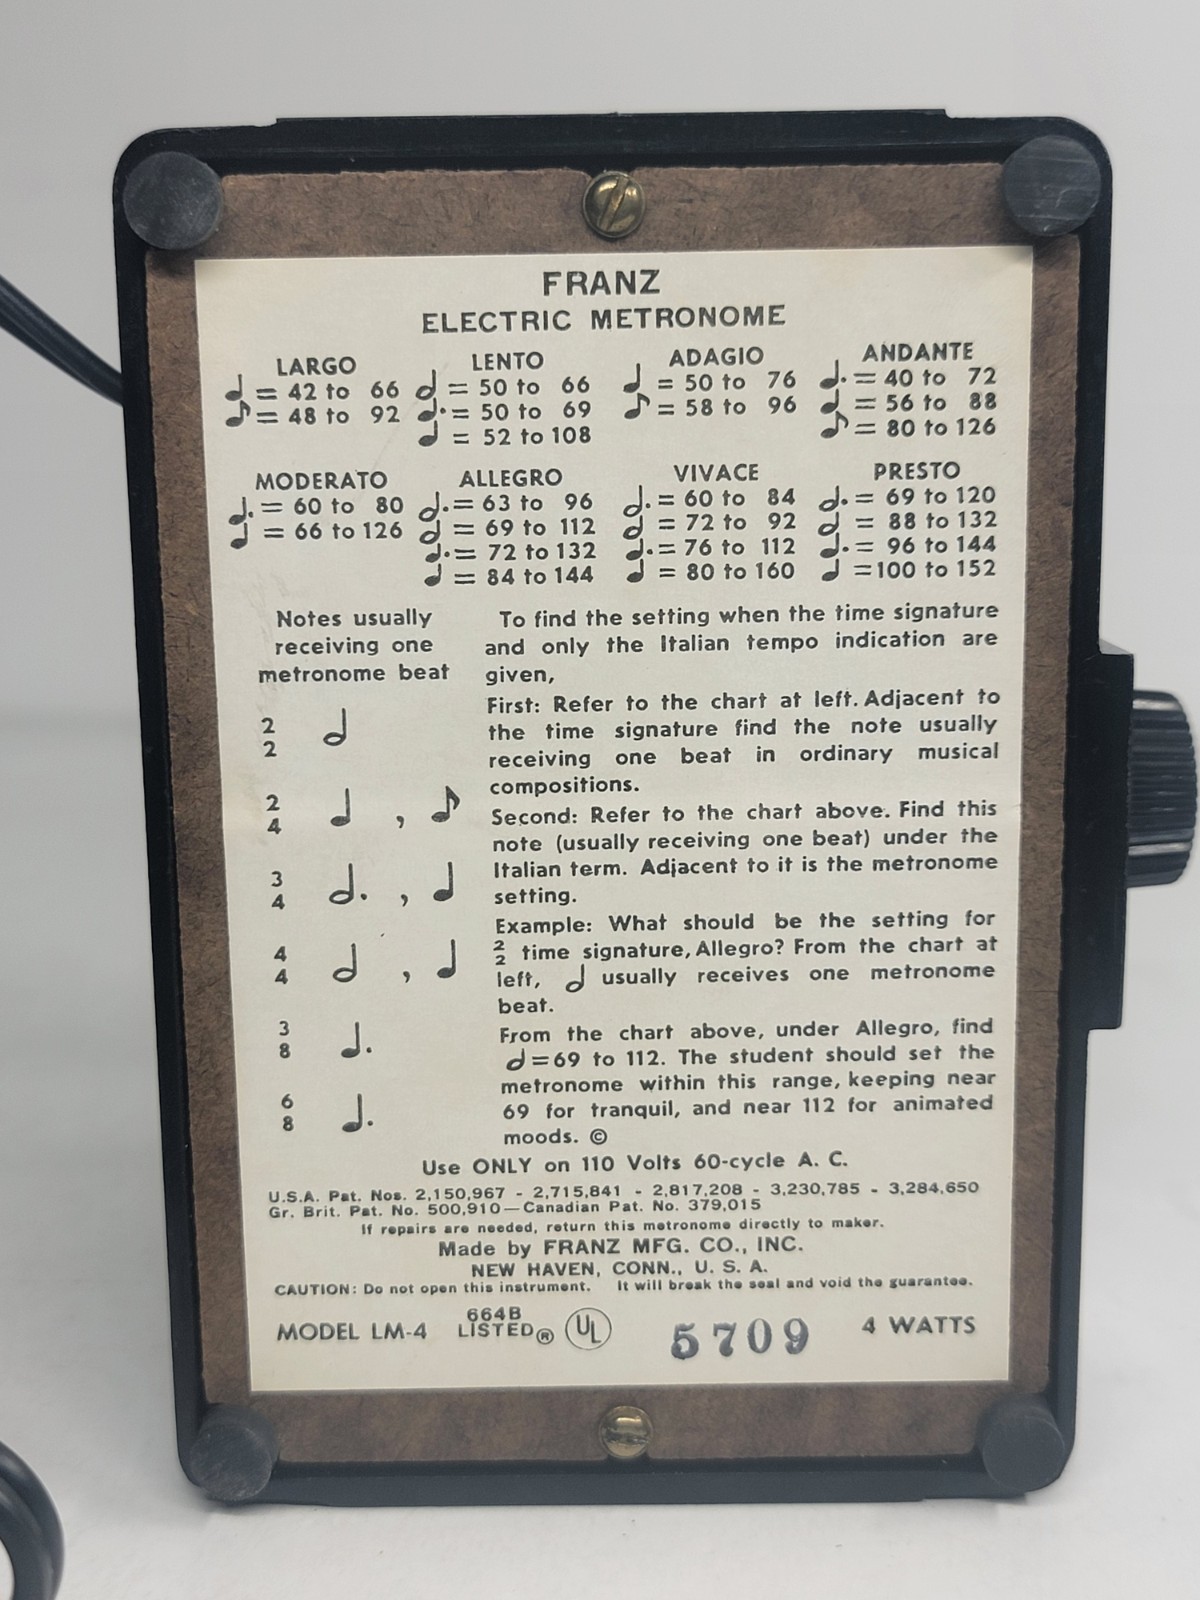 FRANZ
ELECTRIC METRONOME
LARGO
♩ = 42 to 66
♪ = 48 to 92
LENTO
𝅗𝅥 = 50 to 66
♩. = 50 to 69
♩ = 52 to 108
ADAGIO
♩ = 50 to 76
♪ = 58 to 96
ANDANTE
♩. = 40 to 72
♩ = 56 to 88
♪ = 80 to 126
MODERATO
♩. = 60 to 80
♩ = 66 to 126
ALLEGRO
𝅗𝅥. = 63 to 96
𝅗𝅥 = 69 to 112
♩. = 72 to 132
♩ = 84 to 144
VIVACE
𝅗𝅥. = 60 to 84
𝅗𝅥 = 72 to 92
♩. = 76 to 112
♩ = 80 to 160
PRESTO
𝅗𝅥. = 69 to 120
𝅗𝅥 = 88 to 132
♩. = 96 to 144
♩ =100 to 152
Notes usually
receiving one
metronome beat
2
2 𝅗𝅥
2
4 ♩ , ♪
3
4 𝅗𝅥. , ♩
4
4 𝅗𝅥 , ♩
3
8 ♩.
6
8 ♩.
To find the setting when the time signature
and only the Italian tempo indication are
given,
First: Refer to the chart at left. Adjacent to
the time signature find the note usually
receiving one beat in ordinary musical
compositions.
Second: Refer to the chart above. Find this
note (usually receiving one beat) under the
Italian term. Adjacent to it is the metronome
setting.
Example: What should be the setting for
2/2 time signature, Allegro? From the chart at
left, 𝅗𝅥 usually receives one metronome
beat.
From the chart above, under Allegro, find
𝅗𝅥=69 to 112. The student should set the
metronome within this range, keeping near
69 for tranquil, and near 112 for animated
moods. ©
Use ONLY on 110 Volts 60-cycle A. C.
U.S.A. Pat. Nos. 2,150,967 - 2,715,841 - 2,817,208 - 3,230,785 - 3,284,650
Gr. Brit. Pat. No. 500,910—Canadian Pat. No. 379,015
If repairs are needed, return this metronome directly to maker.
Made by FRANZ MFG. CO., INC.
NEW HAVEN, CONN., U. S. A.
CAUTION: Do not open this instrument. It will break the seal and void the guarantee.
MODEL LM-4
664B
LISTED ® UL
5709
4 WATTS